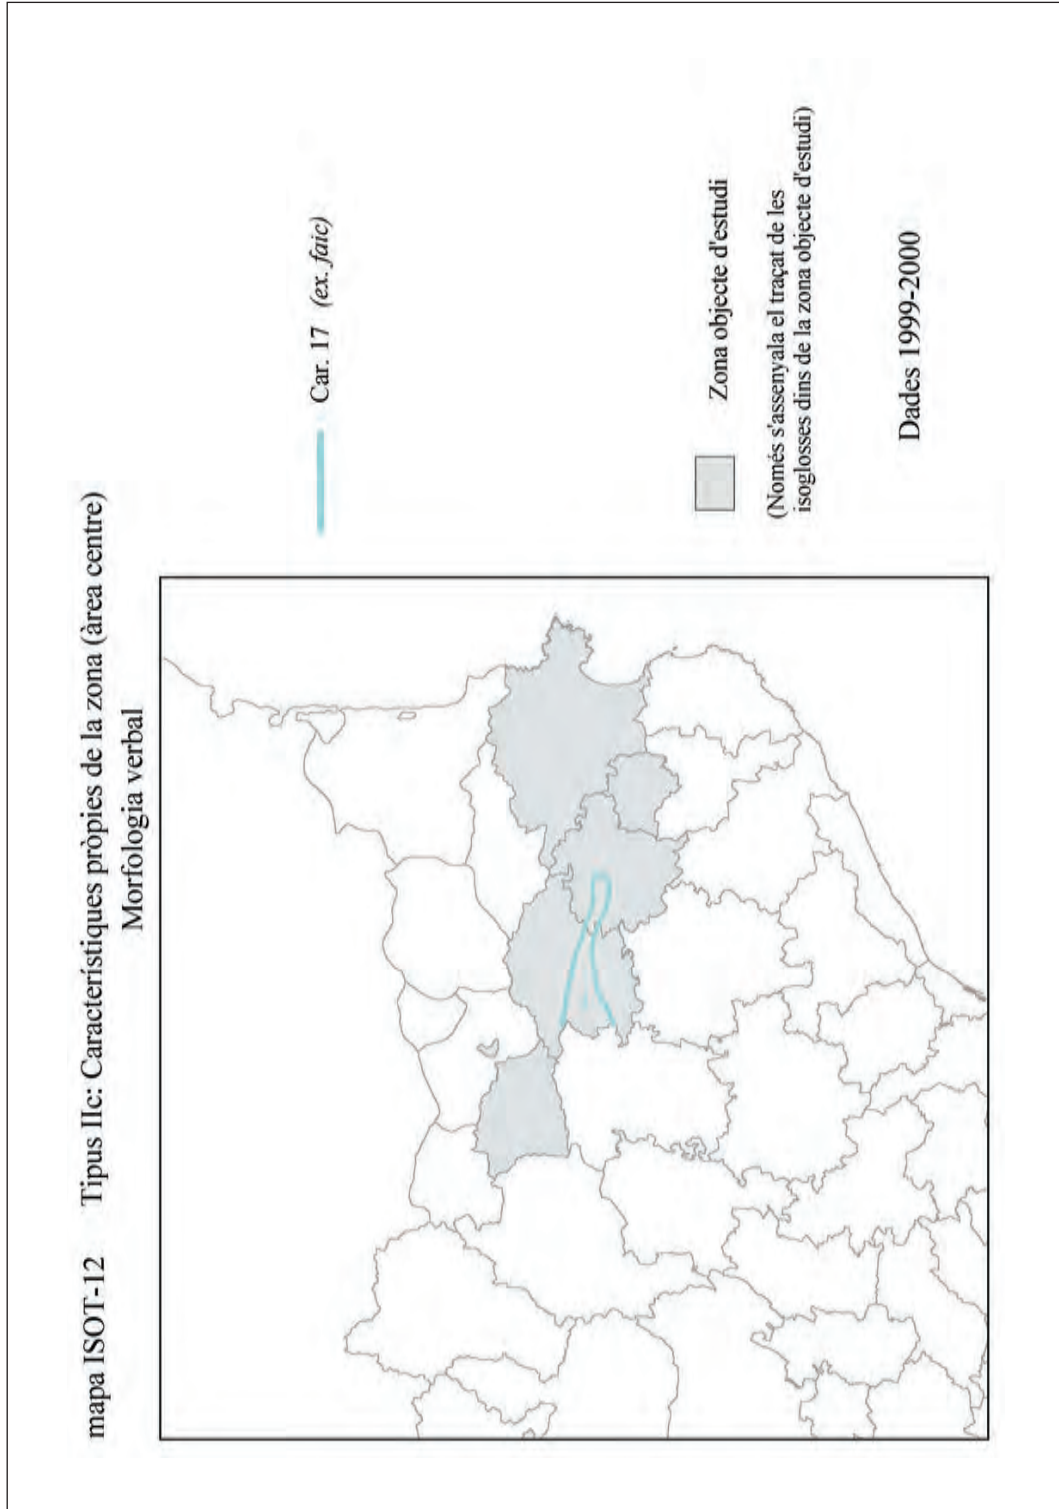 mapa ISOT-12 Tipus IIc: Característiques pròpies de la zona (àrea centre)
Morfologia verbal
Car. 17 (ex. faic)
Zona objecte d'estudi
(Només s'assenyala el traçat de les
isoglosses dins de la zona objecte d'estudi)
Dades 1999-2000